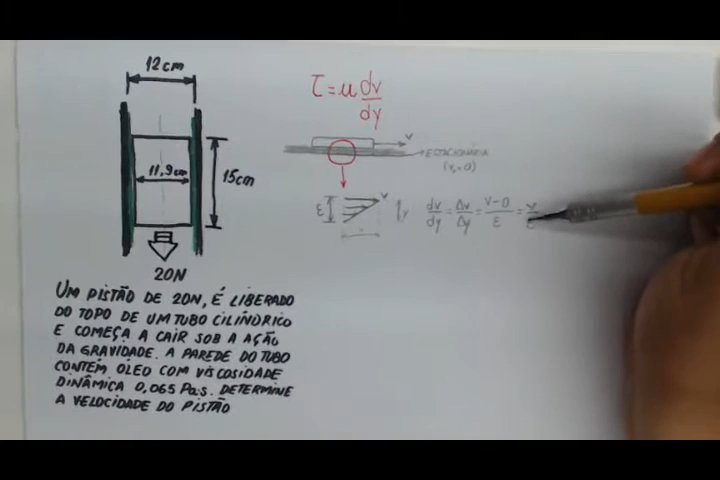 12cm
11,9cm
15cm
20N
UM PISTÃO DE 20N, É LIBERADO
DO TOPO DE UM TUBO CILÍNDRICO
E COMEÇA A CAIR SOB A AÇÃO
DA GRAVIDADE. A PAREDE DO TUBO
CONTÉM ÓLEO COM VISCOSIDADE
DINÂMICA 0,065 Pa.s. DETERMINE
A VELOCIDADE DO PISTÃO
τ = μ dv/dy
v
ESTACIONÁRIA
(v₀=0)
ε
v
y
dv/dy = Δv/Δy = v-0/ε = v/ε